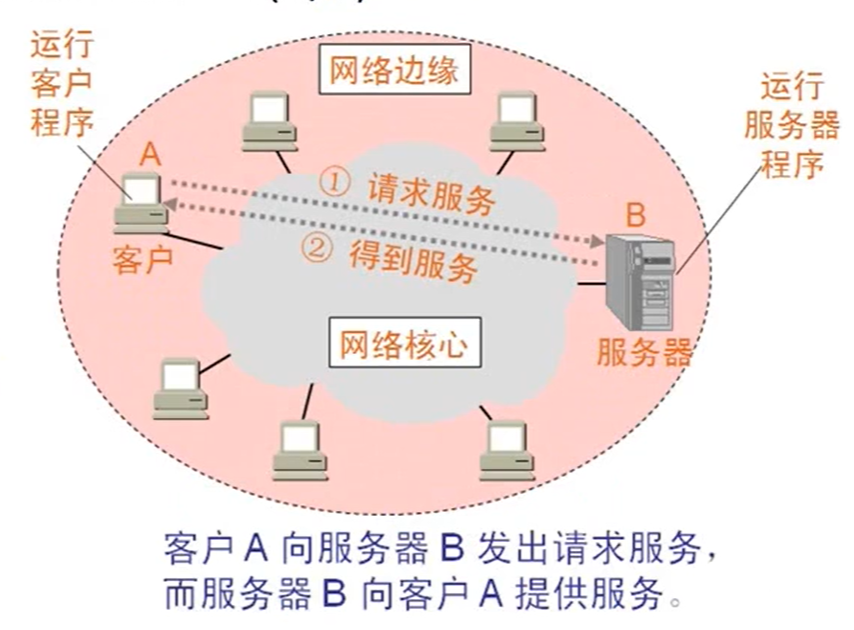 运行
客户
程序
网络边缘
运行
服务器
程序
A
① 请求服务
B
② 得到服务
客户
网络核心
服务器
客户 A 向服务器 B 发出请求服务，
而服务器 B 向客户 A 提供服务。